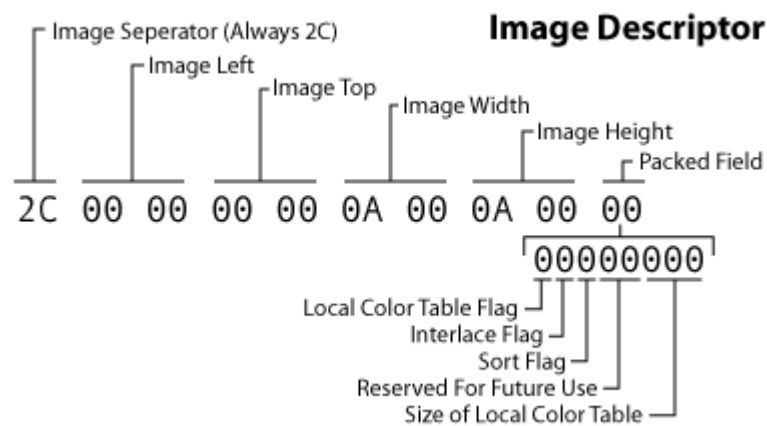 Image Descriptor
Image Seperator (Always 2C)
Image Left
Image Top
Image Width
Image Height
Packed Field
2C 00 00 00 00 0A 00 0A 00 00
00000000
Local Color Table Flag
Interlace Flag
Sort Flag
Reserved For Future Use
Size of Local Color Table